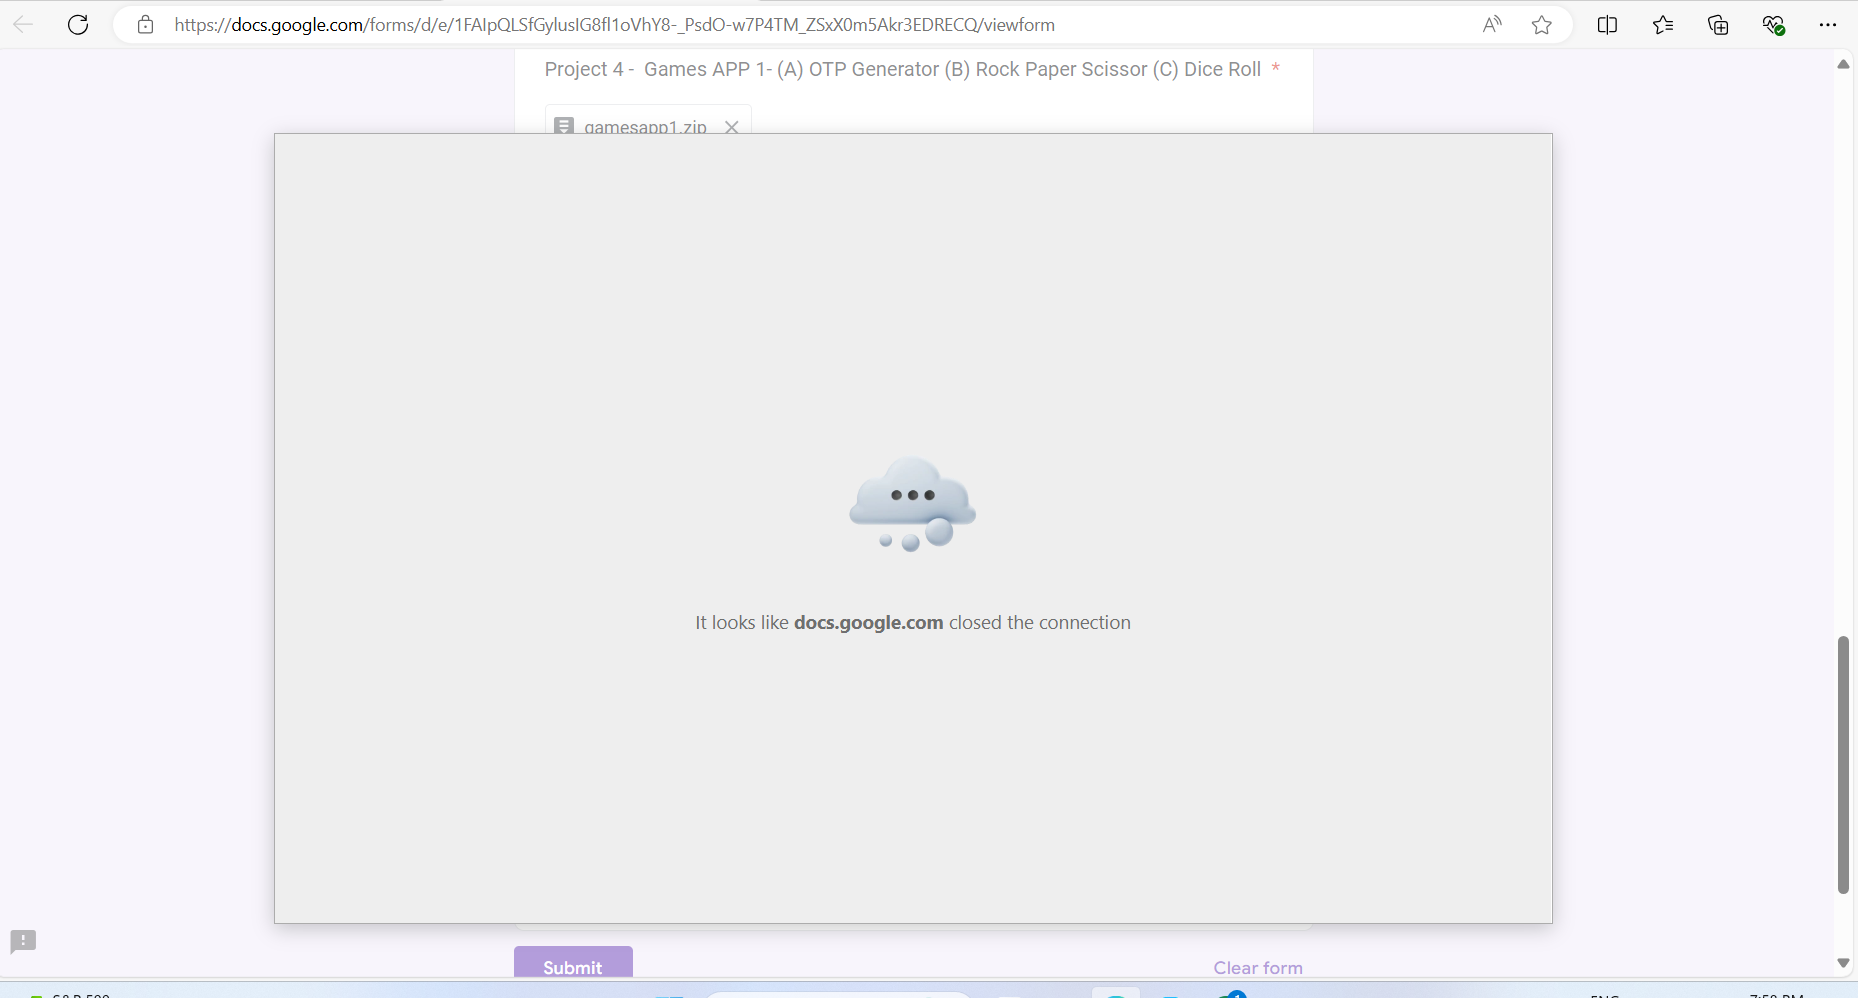 https://docs.google.com/forms/d/e/1FAIpQLSfGylusIG8fl1oVhY8-_PsdO-w7P4TM_ZSxX0m5Akr3EDRECQ/viewform
Project 4 - Games APP 1- (A) OTP Generator (B) Rock Paper Scissor (C) Dice Roll *
gamesapp1.zip
It looks like docs.google.com closed the connection
Submit
Clear form